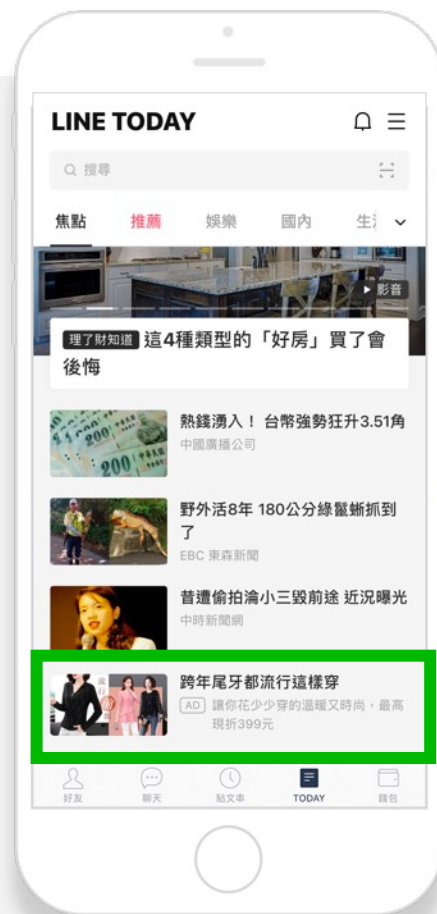 LINE TODAY
搜尋
焦點 推薦 娛樂 國內
影音
理了財知道 這4種類型的「好房」買了會
後悔
熱錢湧入！ 台幣強勢狂升3.51角
中國廣播公司
200
200
野外活8年 180公分綠鬣蜥抓到
了
EBC 東森新聞
昔遭偷拍淪小三毀前途 近況曝光
中時新聞網
跨年尾牙都流行這樣穿
AD 讓你花少少穿的溫暖又時尚，最高
現折399元
流行
好友 聊天 貼文串 TODAY 錢包